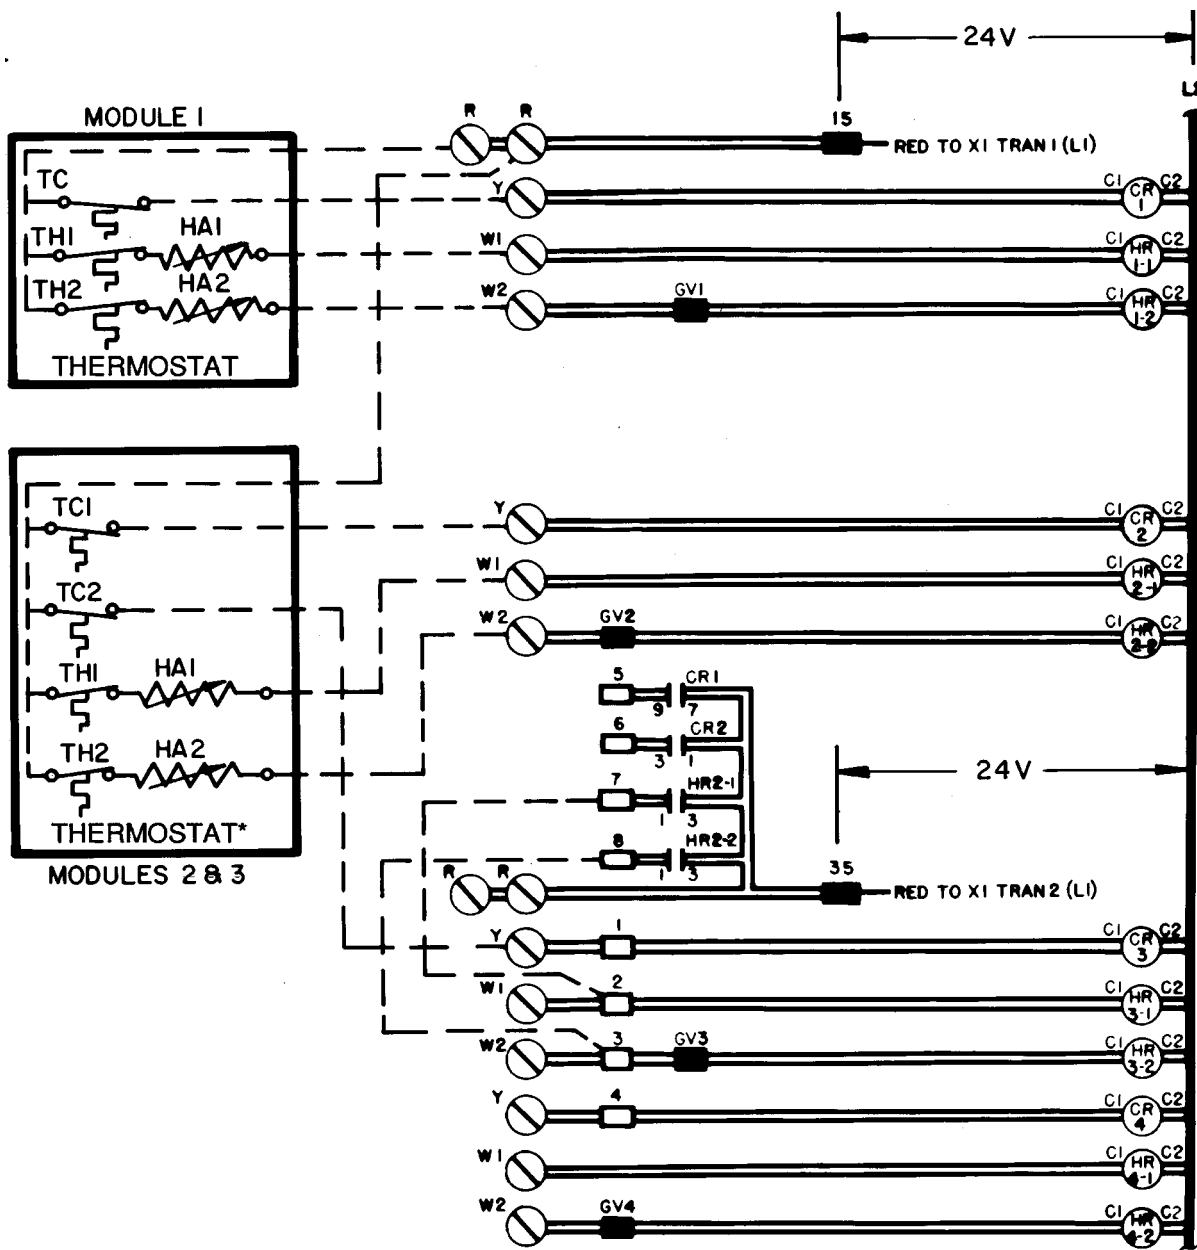 24V
L2
MODULE 1
R R 15
RED TO X1 TRAN 1 (L1)
TC Y C1 CR 1 C2
TH1 HA1 W1 C1 HR 1-1 C2
TH2 HA2 W2 GV1 C1 HR 1-2 C2
THERMOSTAT
TC1 Y C1 CR 2 C2
W1 C1 HR 2-1 C2
TC2 W2 GV2 C1 HR 2-2 C2
TH1 HA1 5 9 7 CR1
6 3 1 CR2
TH2 HA2 7 1 3 HR2-1
24V
THERMOSTAT*
8 1 3 HR2-2
MODULES 2 & 3
R R 35
RED TO X1 TRAN 2 (L1)
Y 1 C1 CR 3 C2
W1 2 C1 HR 3-1 C2
W2 3 GV3 C1 HR 3-2 C2
Y 4 C1 CR 4 C2
W1 C1 HR 4-1 C2
W2 GV4 C1 HR 4-2 C2